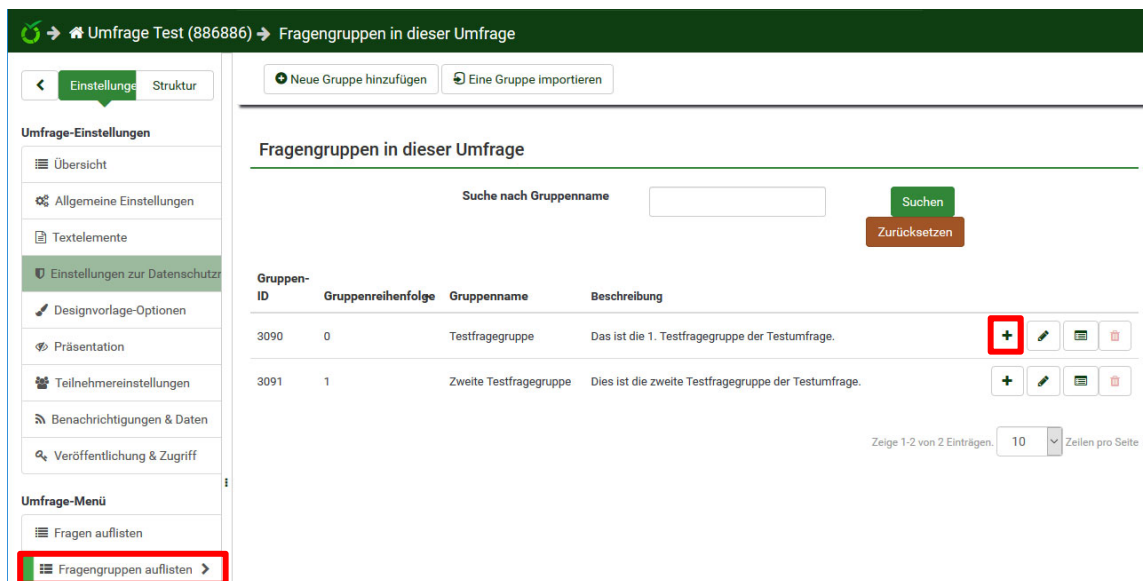 Umfrage Test (886886) Fragengruppen in dieser Umfrage
Einstellunge Struktur
Neue Gruppe hinzufügen Eine Gruppe importieren
Umfrage-Einstellungen
Übersicht
Allgemeine Einstellungen
Textelemente
Einstellungen zur Datenschutzr
Designvorlage-Optionen
Präsentation
Teilnehmereinstellungen
Benachrichtigungen & Daten
Veröffentlichung & Zugriff
Umfrage-Menü
Fragen auflisten
Fragengruppen auflisten
Fragengruppen in dieser Umfrage
Suche nach Gruppenname Suchen
Zurücksetzen
Gruppen-
ID Gruppenreihenfolge Gruppenname Beschreibung
3090 0 Testfragegruppe Das ist die 1. Testfragegruppe der Testumfrage.
3091 1 Zweite Testfragegruppe Dies ist die zweite Testfragegruppe der Testumfrage.
Zeige 1-2 von 2 Einträgen. 10 Zeilen pro Seite